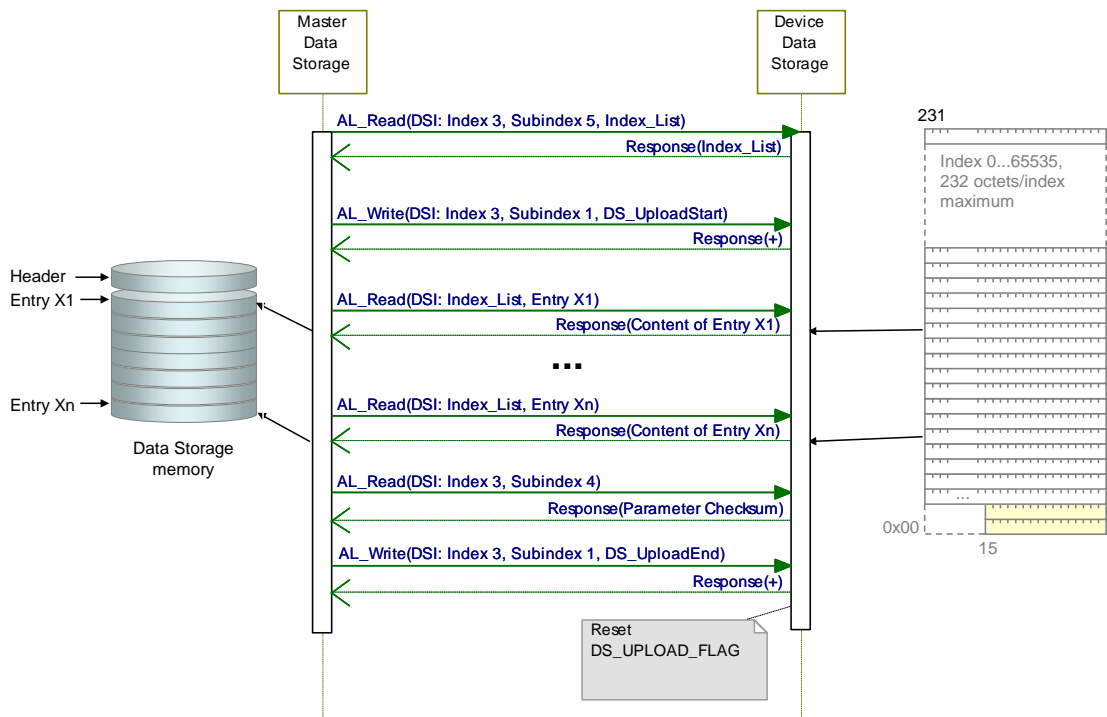 Master
Data
Storage
Device
Data
Storage
AL_Read(DSI: Index 3, Subindex 5, Index_List)
Response(Index_List)
AL_Write(DSI: Index 3, Subindex 1, DS_UploadStart)
Response(+)
AL_Read(DSI: Index_List, Entry X1)
Response(Content of Entry X1)
...
AL_Read(DSI: Index_List, Entry Xn)
Response(Content of Entry Xn)
AL_Read(DSI: Index 3, Subindex 4)
Response(Parameter Checksum)
AL_Write(DSI: Index 3, Subindex 1, DS_UploadEnd)
Response(+)
Reset
DS_UPLOAD_FLAG
Header
Entry X1
Entry Xn
Data Storage
memory
231
Index 0...65535,
232 octets/index
maximum
...
0x00
15